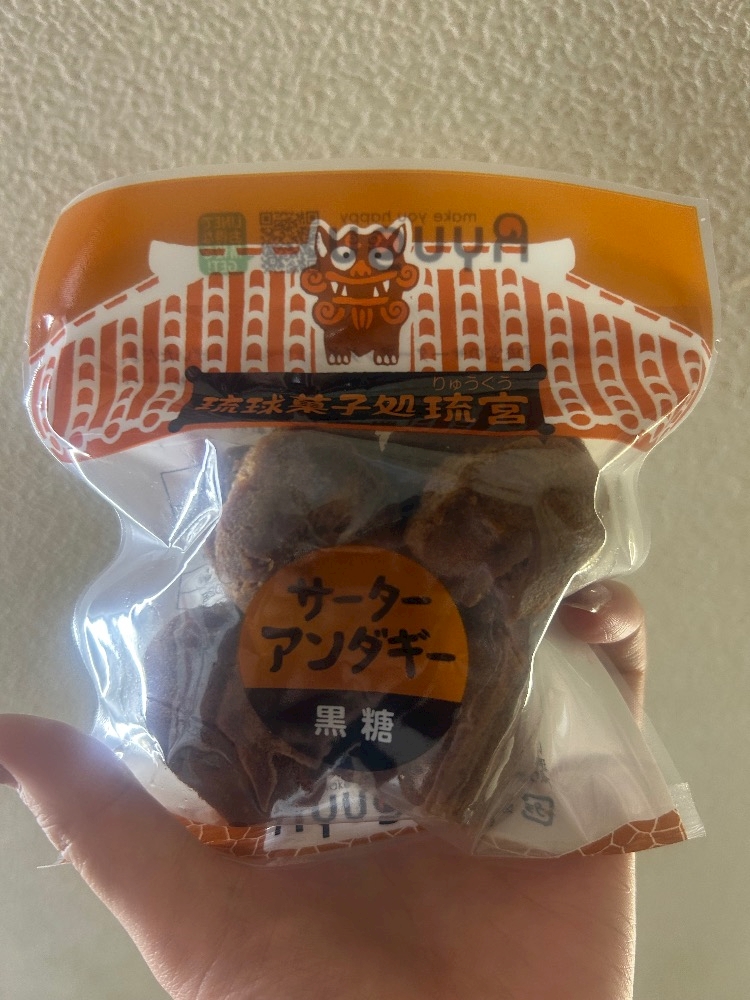 make you happy
Ryugu
りゅうぐう
琉球菓子処 琉宮
サーター
アンダギー
黒糖